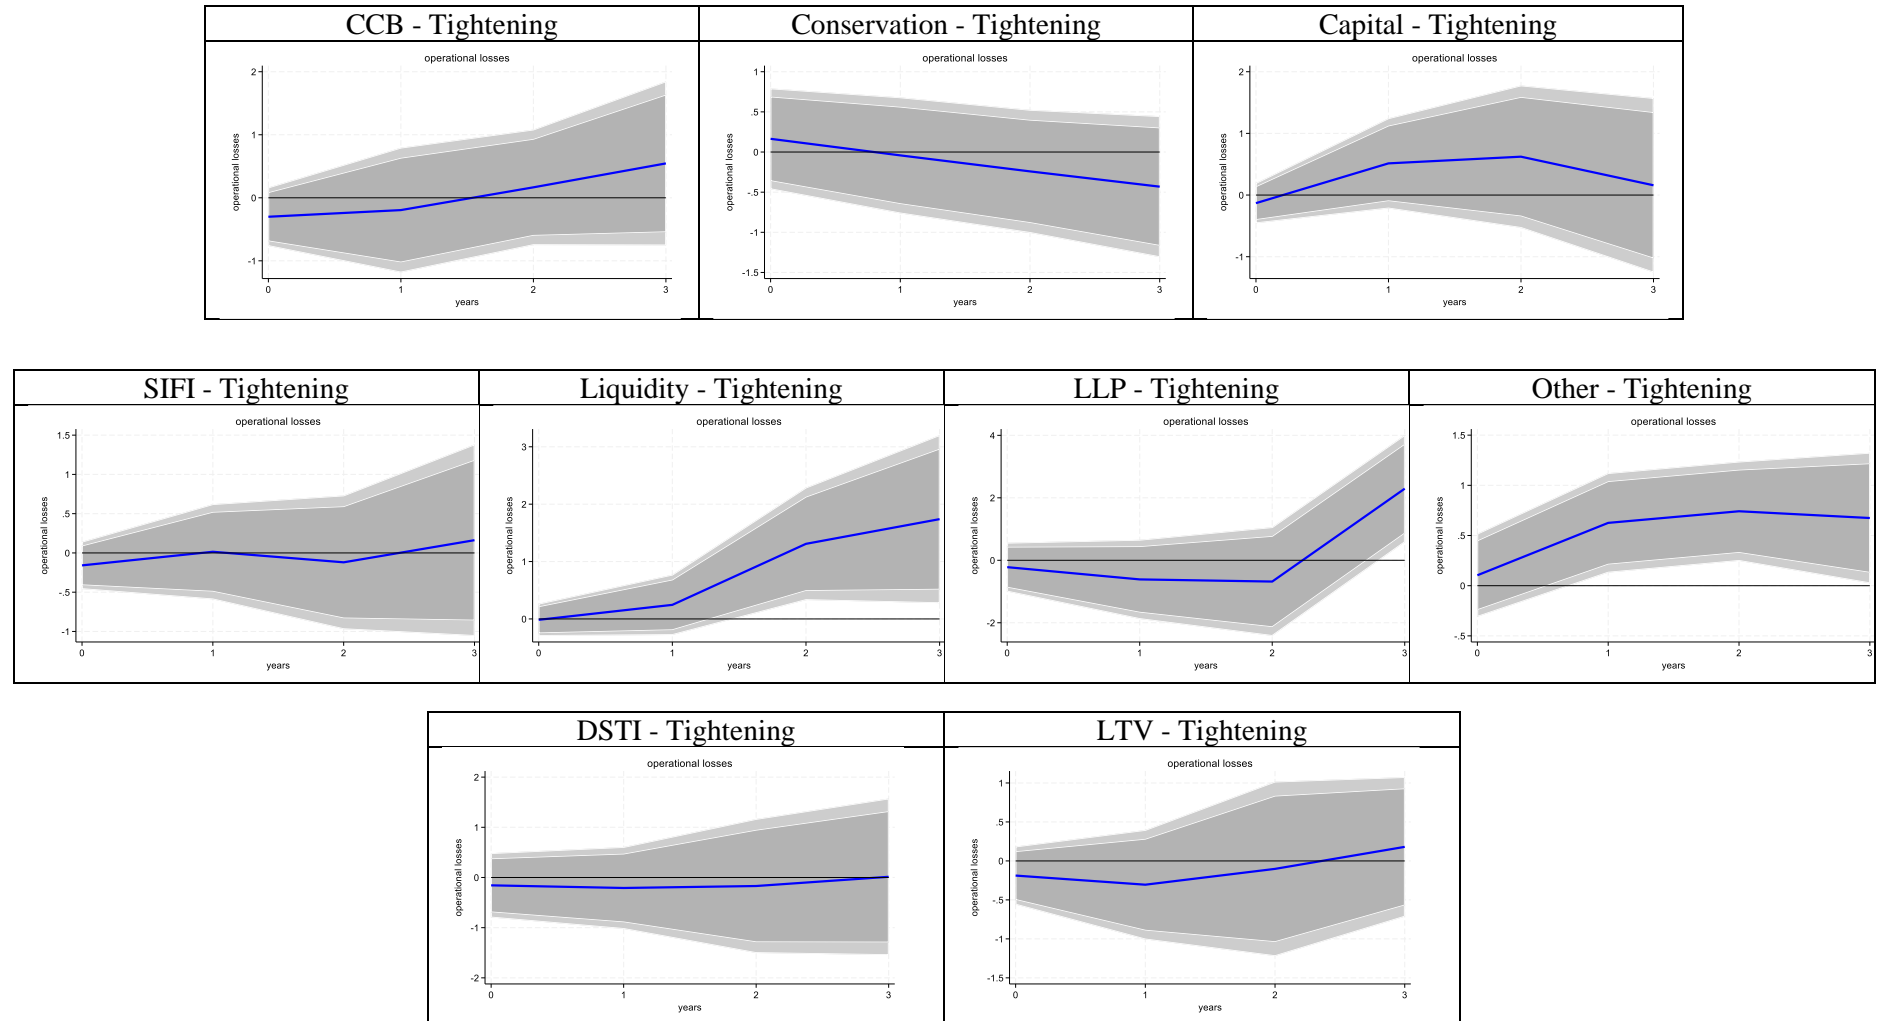 CCB - Tightening
Conservation - Tightening
Capital - Tightening
operational losses
operational losses
operational losses
operational losses
2
1
0
-1
0
1
2
3
years
operational losses
1
.5
0
-.5
-1
-1.5
0
1
2
3
years
operational losses
2
1
0
-1
0
1
2
3
years
SIFI - Tightening
Liquidity - Tightening
LLP - Tightening
Other - Tightening
operational losses
operational losses
operational losses
operational losses
operational losses
1.5
1
.5
0
-.5
-1
0
1
2
3
years
operational losses
3
2
1
0
0
1
2
3
years
operational losses
4
2
0
-2
0
1
2
3
years
operational losses
1.5
1
.5
0
-.5
0
1
2
3
years
DSTI - Tightening
LTV - Tightening
operational losses
operational losses
operational losses
2
1
0
-1
-2
0
1
2
3
years
operational losses
1
.5
0
-.5
-1
-1.5
0
1
2
3
years